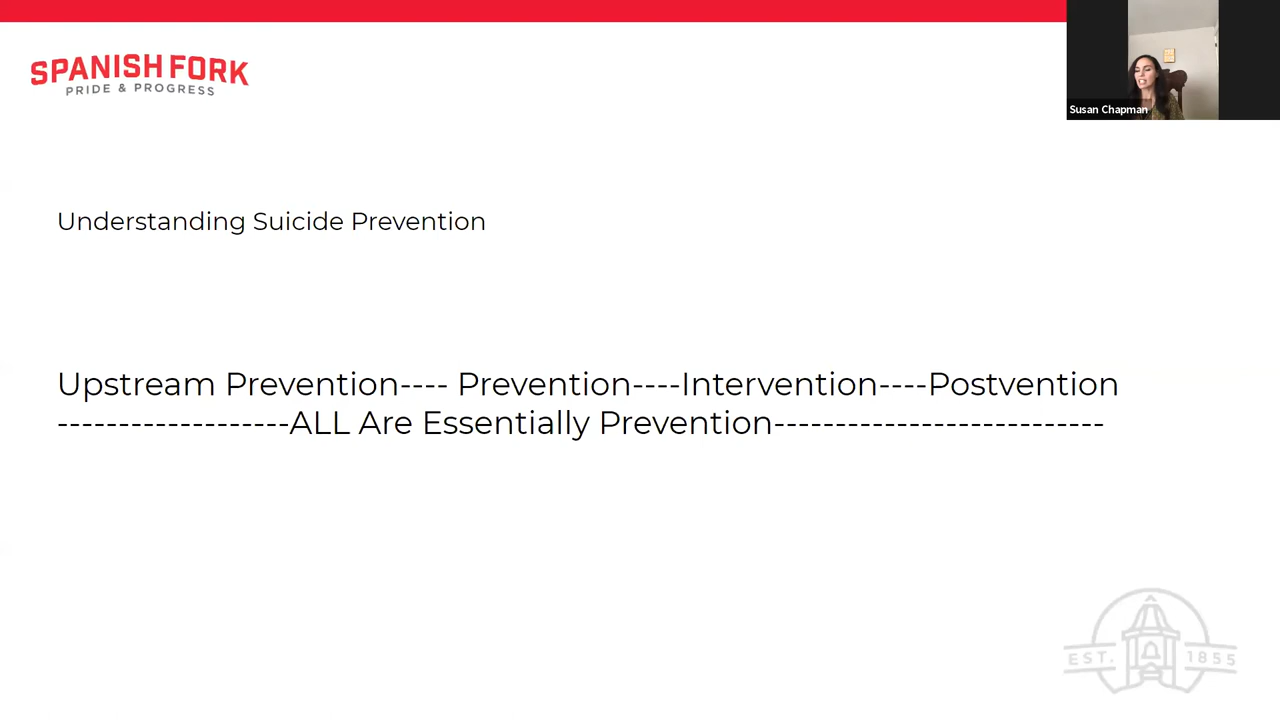 SPANISH FORK
PRIDE & PROGRESS
Susan Chapman
Understanding Suicide Prevention
Upstream Prevention---- Prevention----Intervention----Postvention
-------------------ALL Are Essentially Prevention---------------------------
EST. 1855